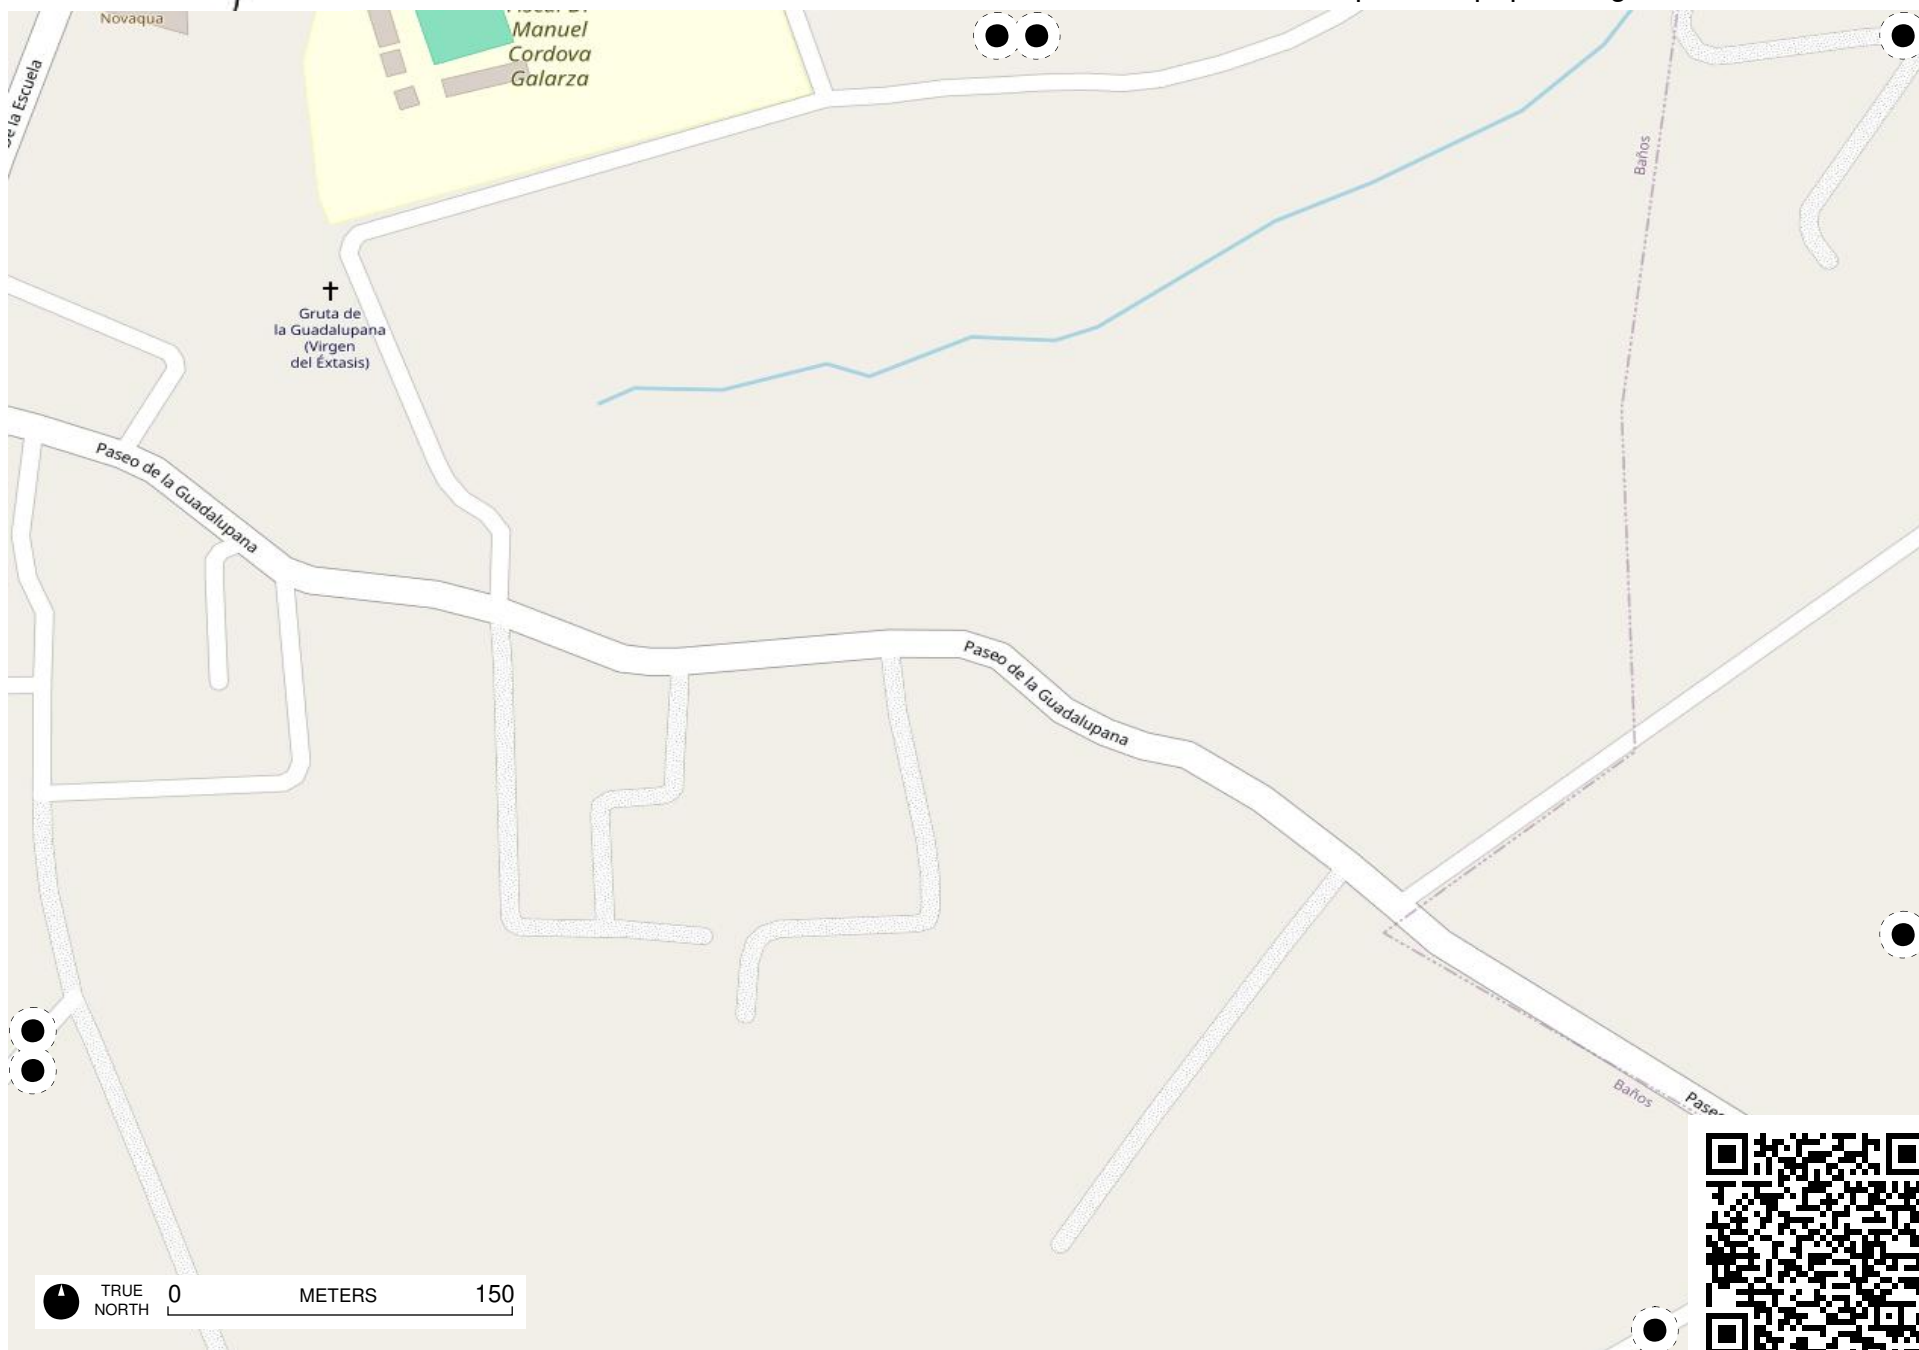 Novaqua
Manuel
Cordova
Galarza
de la Escuela
Baños
Gruta de
la Guadalupana
(Virgen
del Éxtasis)
Paseo de la Guadalupana
Paseo de la Guadalupana
Baños
Paseo
TRUE
NORTH
0 METERS 150